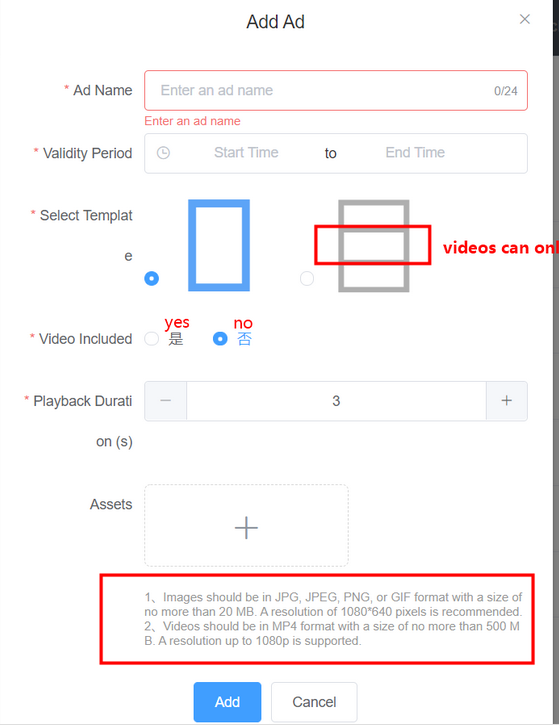 Add Ad
* Ad Name
Enter an ad name
0/24
Enter an ad name
* Validity Period
Start Time
to
End Time
* Select Templat
e
videos can onl
yes
no
* Video Included
是
否
* Playback Durati
on (s)
3
Assets
1、Images should be in JPG, JPEG, PNG, or GIF format with a size of
no more than 20 MB. A resolution of 1080*640 pixels is recommended.
2、Videos should be in MP4 format with a size of no more than 500 M
B. A resolution up to 1080p is supported.
Add
Cancel